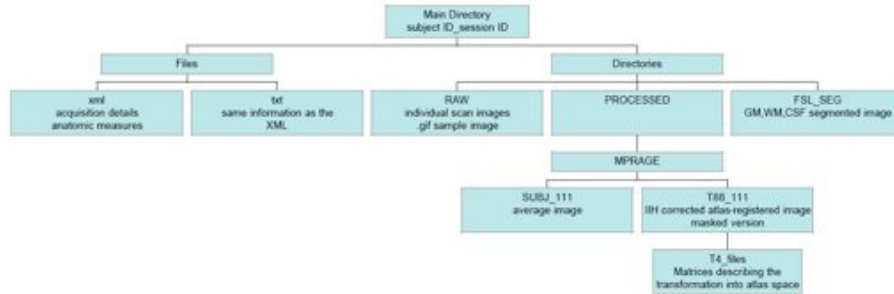 Main Directory
subject ID_session ID
Files
Directories
xml
acquisition details
anatomic measures
txt
same information as the
XML
RAW
individual scan images
.gif sample image
PROCESSED
FSL_SEG
GM,WM,CSF segmented image
MPRAGE
SUBJ_111
average image
T88_111
IIH corrected atlas-registered image
masked version
T4_files
Matrices describing the
transformation into atlas space